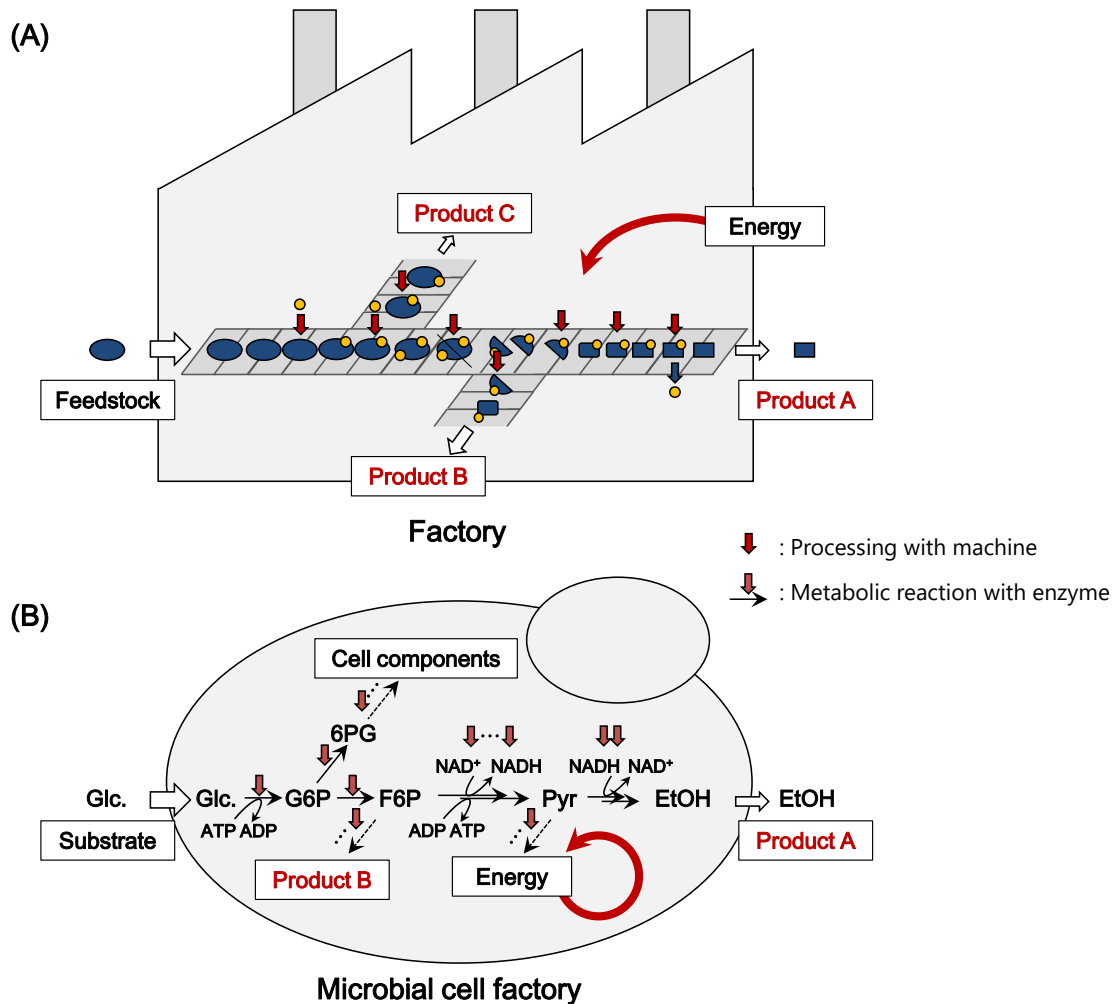 (A)
Product C
Energy
Feedstock
Product A
Product B
Factory
: Processing with machine
: Metabolic reaction with enzyme
(B)
Cell components
6PG
NAD⁺ NADH
NADH NAD⁺
Glc.
Glc.
G6P
F6P
Pyr
EtOH
EtOH
ATP ADP
ADP ATP
Substrate
Product A
Product B
Energy
Microbial cell factory